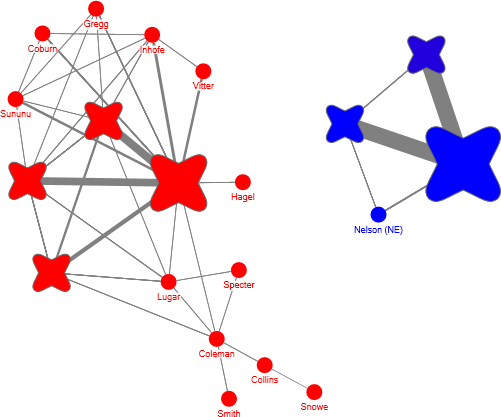 Gregg
Coburn
Inhofe
Vitter
Sununu
Hagel
Nelson (NE)
Lugar
Specter
Coleman
Collins
Snowe
Smith